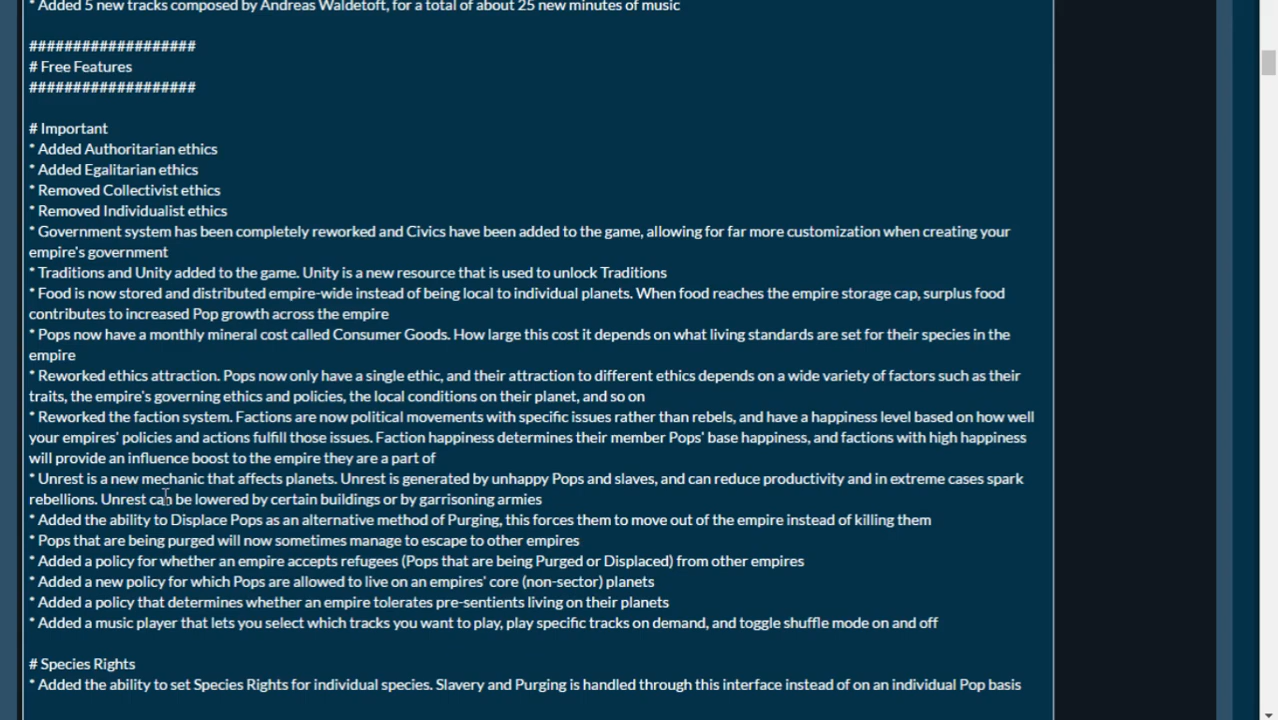 * Added 5 new tracks composed by Andreas Waldetoft, for a total of about 25 new minutes of music
###################
# Free Features
###################
# Important
* Added Authoritarian ethics
* Added Egalitarian ethics
* Removed Collectivist ethics
* Removed Individualist ethics
* Government system has been completely reworked and Civics have been added to the game, allowing for far more customization when creating your
empire's government
* Traditions and Unity added to the game. Unity is a new resource that is used to unlock Traditions
* Food is now stored and distributed empire-wide instead of being local to individual planets. When food reaches the empire storage cap, surplus food
contributes to increased Pop growth across the empire
* Pops now have a monthly mineral cost called Consumer Goods. How large this cost it depends on what living standards are set for their species in the
empire
* Reworked ethics attraction. Pops now only have a single ethic, and their attraction to different ethics depends on a wide variety of factors such as their
traits, the empire's governing ethics and policies, the local conditions on their planet, and so on
* Reworked the faction system. Factions are now political movements with specific issues rather than rebels, and have a happiness level based on how well
your empires' policies and actions fulfill those issues. Faction happiness determines their member Pops' base happiness, and factions with high happiness
will provide an influence boost to the empire they are a part of
* Unrest is a new mechanic that affects planets. Unrest is generated by unhappy Pops and slaves, and can reduce productivity and in extreme cases spark
rebellions. Unrest can be lowered by certain buildings or by garrisoning armies
* Added the ability to Displace Pops as an alternative method of Purging, this forces them to move out of the empire instead of killing them
* Pops that are being purged will now sometimes manage to escape to other empires
* Added a policy for whether an empire accepts refugees (Pops that are being Purged or Displaced) from other empires
* Added a new policy for which Pops are allowed to live on an empires' core (non-sector) planets
* Added a policy that determines whether an empire tolerates pre-sentients living on their planets
* Added a music player that lets you select which tracks you want to play, play specific tracks on demand, and toggle shuffle mode on and off
# Species Rights
* Added the ability to set Species Rights for individual species. Slavery and Purging is handled through this interface instead of on an individual Pop basis